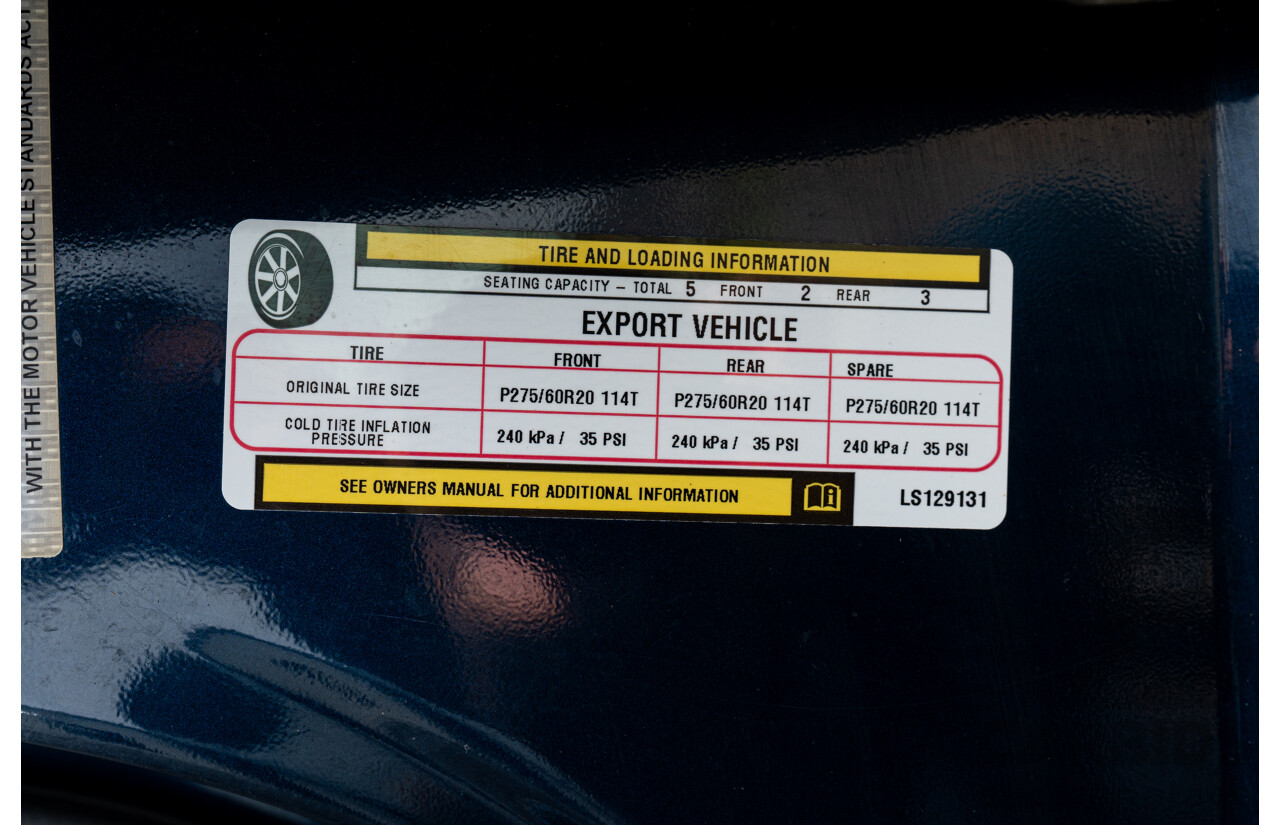 WITH THE MOTOR VEHICLE STANDARDS ACT
TIRE AND LOADING INFORMATION
SEATING CAPACITY – TOTAL 5 FRONT 2 REAR 3
EXPORT VEHICLE
TIRE FRONT REAR SPARE
ORIGINAL TIRE SIZE P275/60R20 114T P275/60R20 114T P275/60R20 114T
COLD TIRE INFLATION
PRESSURE 240 kPa / 35 PSI 240 kPa / 35 PSI 240 kPa / 35 PSI
SEE OWNERS MANUAL FOR ADDITIONAL INFORMATION
LS129131